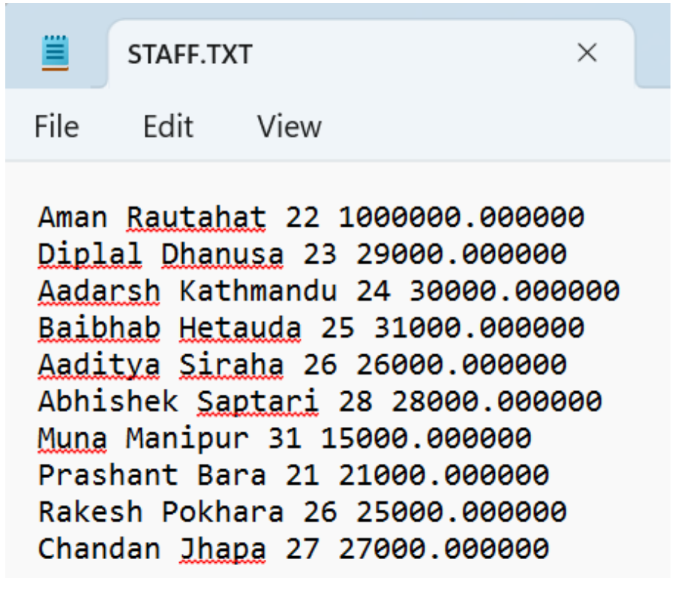 STAFF.TXT
File Edit View
Aman Rautahat 22 1000000.000000
Diplal Dhanusa 23 29000.000000
Aadarsh Kathmandu 24 30000.000000
Baibhab Hetauda 25 31000.000000
Aaditya Siraha 26 26000.000000
Abhishek Saptari 28 28000.000000
Muna Manipur 31 15000.000000
Prashant Bara 21 21000.000000
Rakesh Pokhara 26 25000.000000
Chandan Jhapa 27 27000.000000